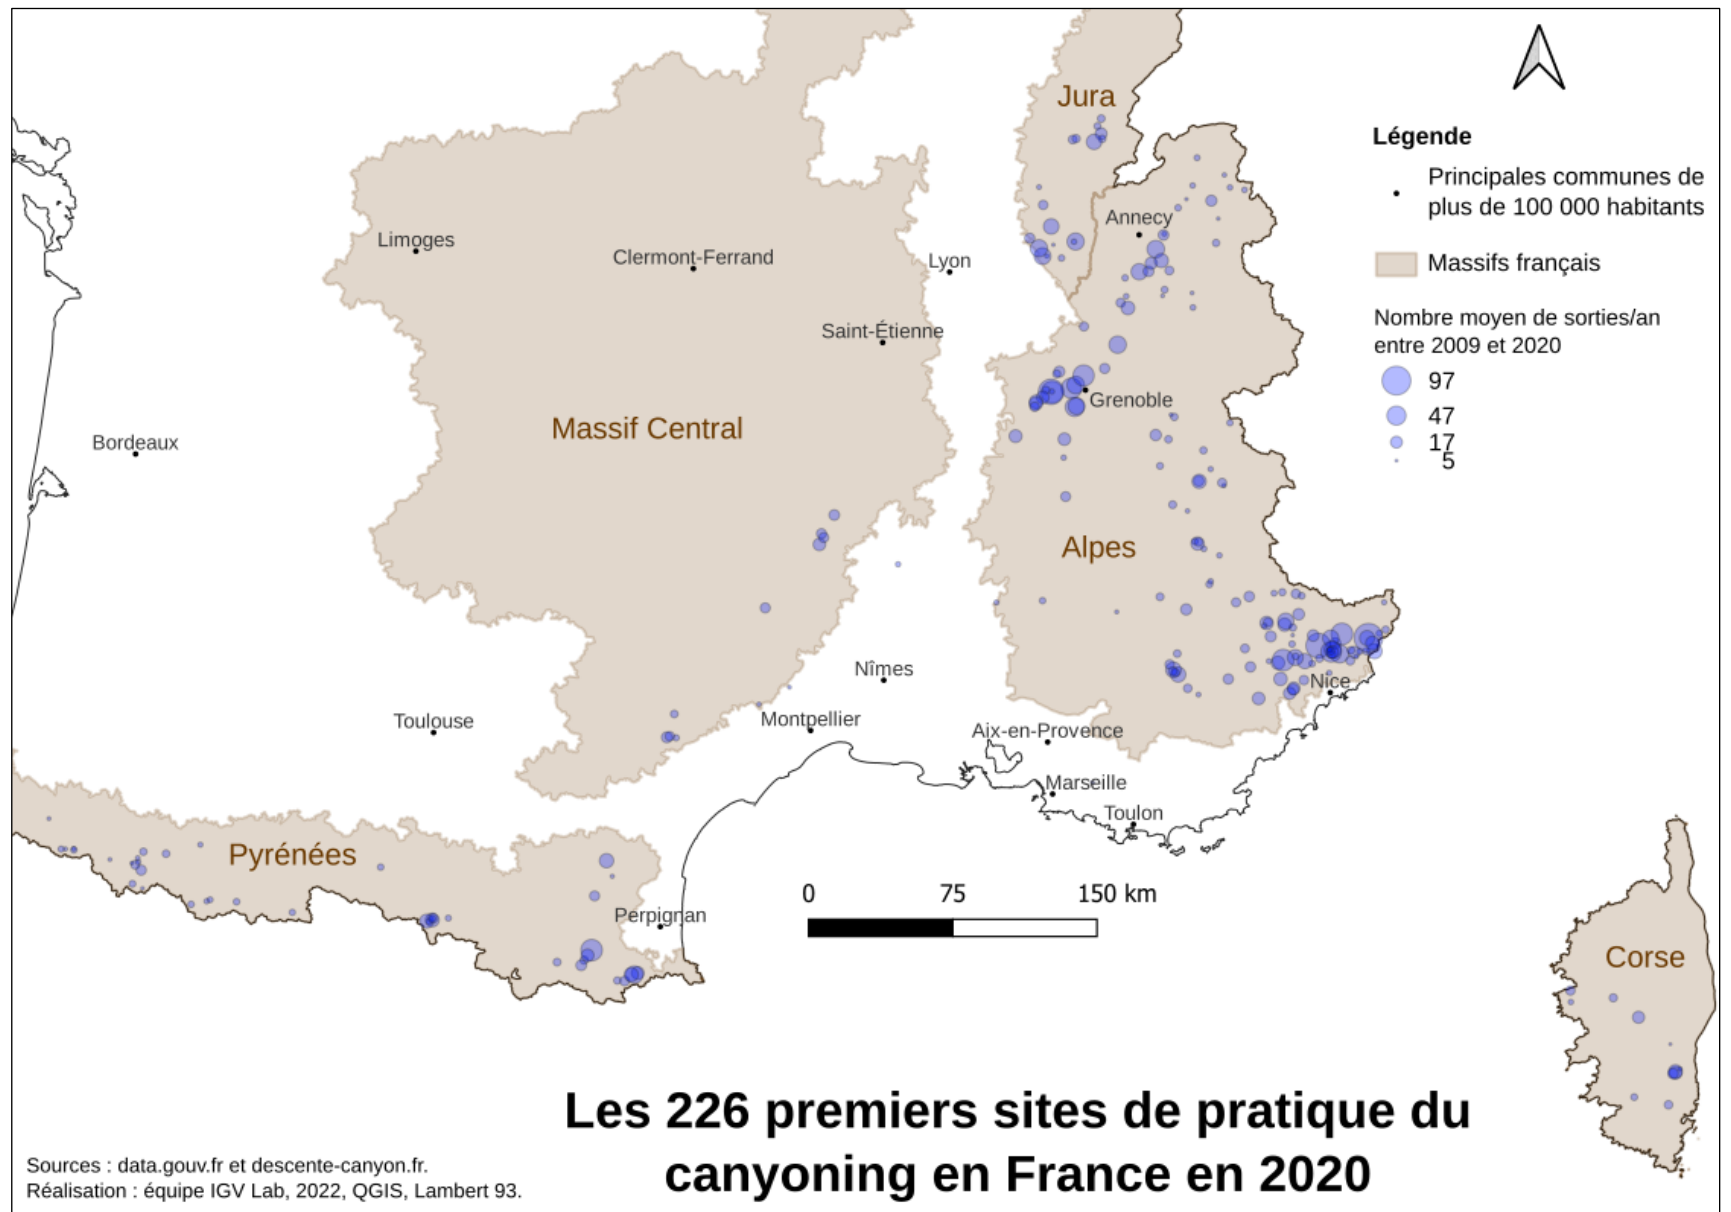 Jura
Légende
Principales communes de
plus de 100 000 habitants
Annecy
Limoges
Clermont-Ferrand
Lyon
Massifs français
Nombre moyen de sorties/an
entre 2009 et 2020
Saint-Étienne
97
Grenoble
47
Massif Central
Bordeaux
17
5
Alpes
Nîmes
Nice
Toulouse
Montpellier
Aix-en-Provence
Marseille
Toulon
Pyrénées
0 75 150 km
Perpignan
Corse
Les 226 premiers sites de pratique du
canyoning en France en 2020
Sources : data.gouv.fr et descente-canyon.fr.
Réalisation : équipe IGV Lab, 2022, QGIS, Lambert 93.